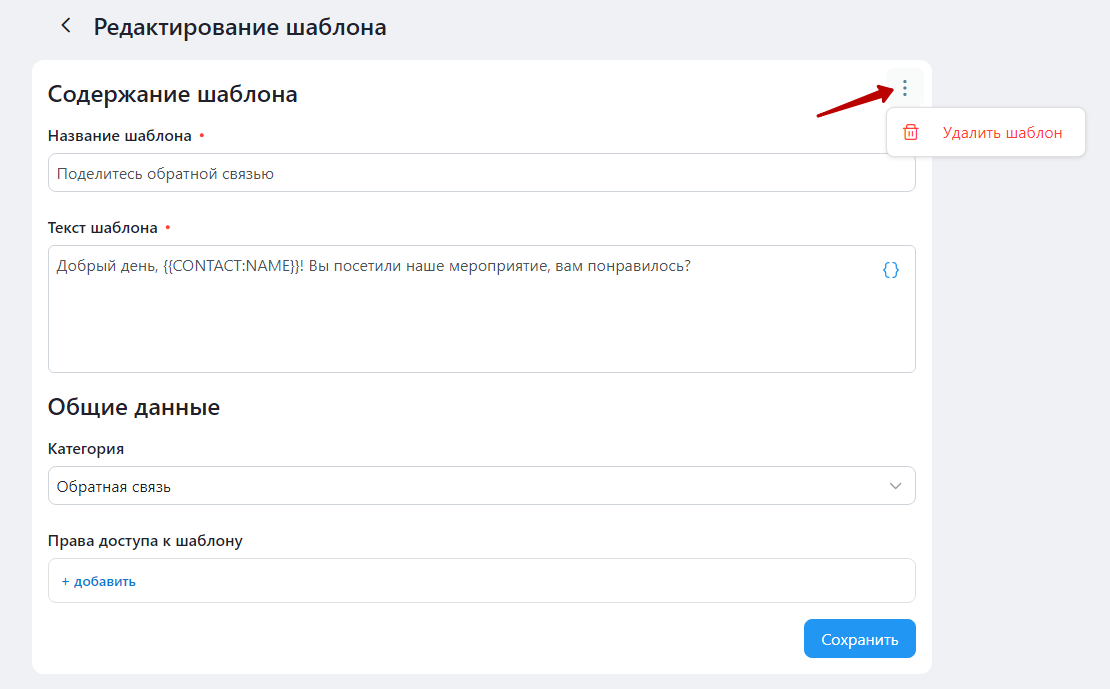 Редактирование шаблона
Содержание шаблона
Удалить шаблон
Название шаблона •
Поделитесь обратной связью
Текст шаблона •
Добрый день, {{CONTACT:NAME}}! Вы посетили наше мероприятие, вам понравилось?
{}
Общие данные
Категория
Обратная связь
Права доступа к шаблону
+ добавить
Сохранить